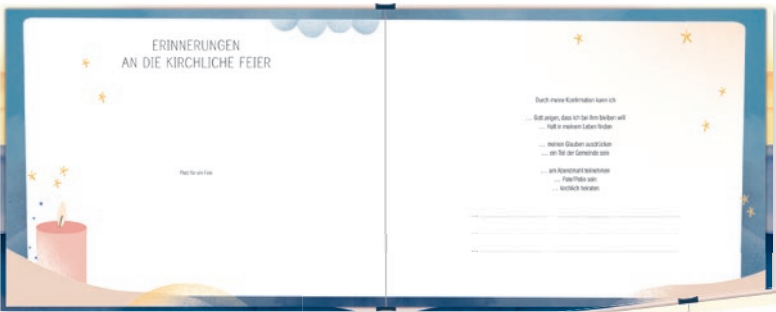 ERINNERUNGEN
AN DIE KIRCHLICHE FEIER
Platz für ein Foto
Durch meine Konfirmation kann ich
.... Gott zeigen, dass ich bei ihm bleiben will
.... Halt in meinem Leben finden
.... meinen Glauben ausdrücken
.... ein Teil der Gemeinde sein
.... am Abendmahl teilnehmen
.... Pate/Patin sein
.... kirchlich heiraten